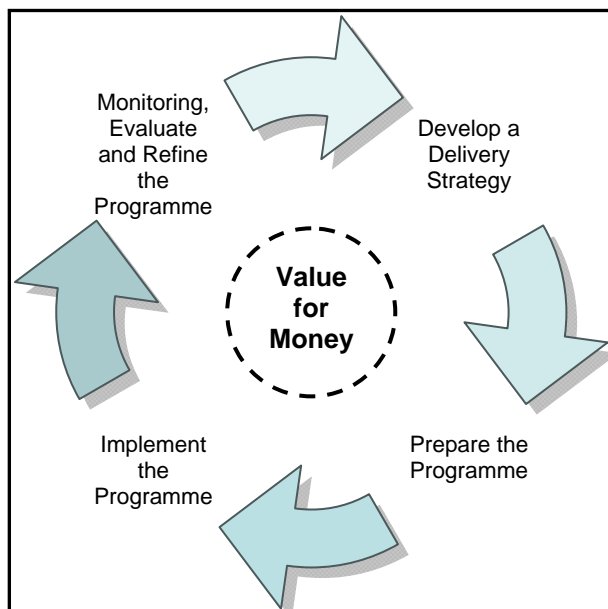 Monitoring,
Evaluate
and Refine
the
Programme
Develop a
Delivery
Strategy
Value
for
Money
Implement
the
Programme
Prepare the
Programme